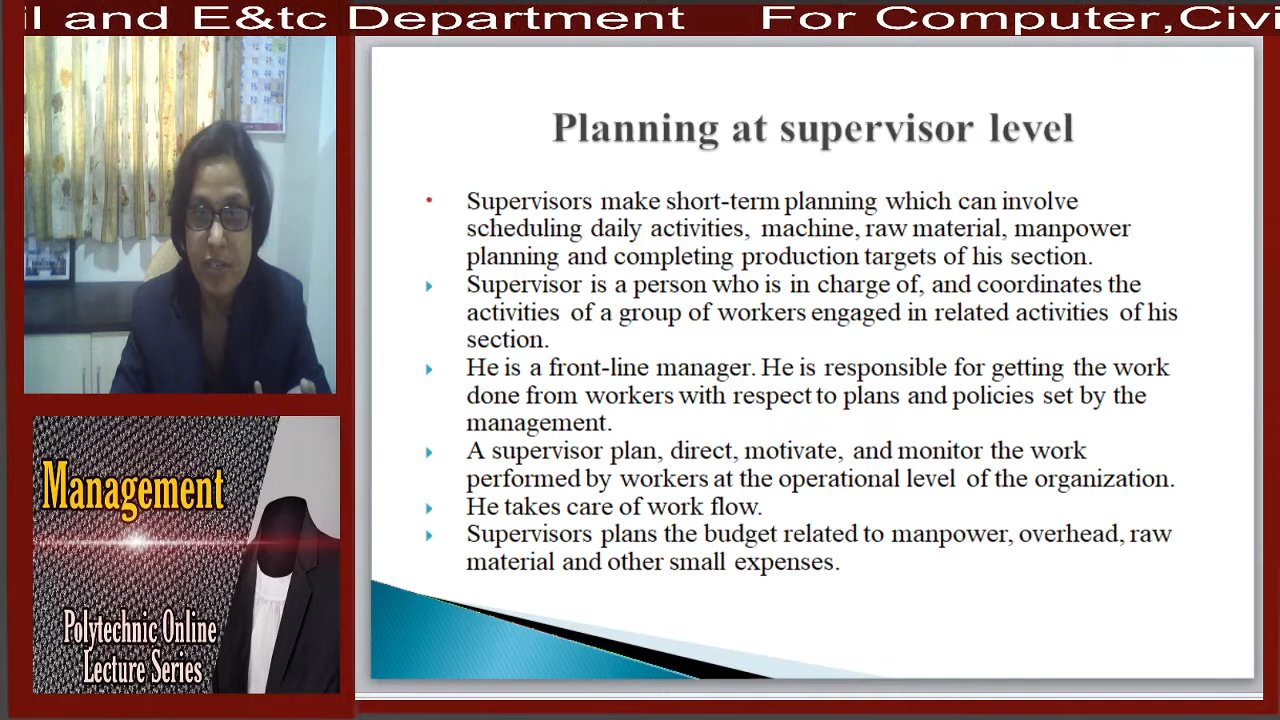 il and E&tc Department For Computer,Civi
Planning at supervisor level
• Supervisors make short-term planning which can involve
scheduling daily activities, machine, raw material, manpower
planning and completing production targets of his section.
Supervisor is a person who is in charge of, and coordinates the
activities of a group of workers engaged in related activities of his
section.
He is a front-line manager. He is responsible for getting the work
done from workers with respect to plans and policies set by the
management.
A supervisor plan, direct, motivate, and monitor the work
performed by workers at the operational level of the organization.
He takes care of work flow.
Supervisors plans the budget related to manpower, overhead, raw
material and other small expenses.
Management
Polytechnic Online
Lecture Series